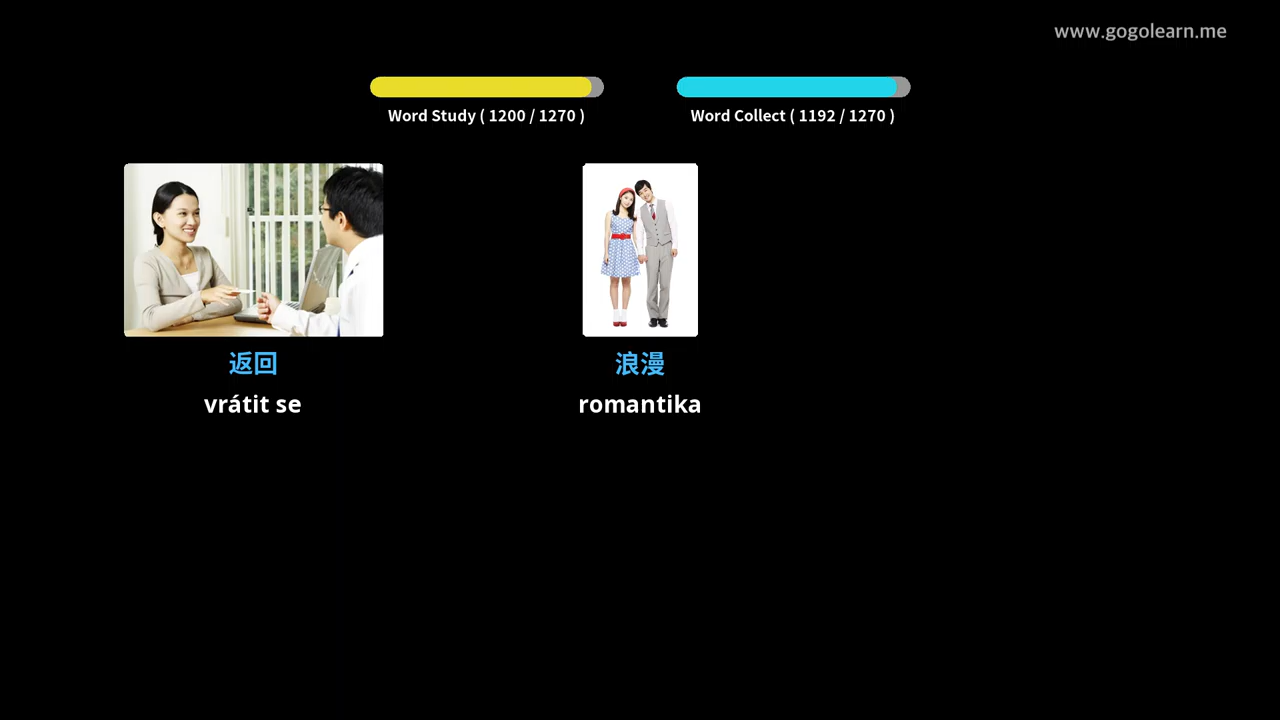 www.gogolearn.me
Word Study ( 1200 / 1270 )
Word Collect ( 1192 / 1270 )
返回
浪漫
vrátit se
romantika